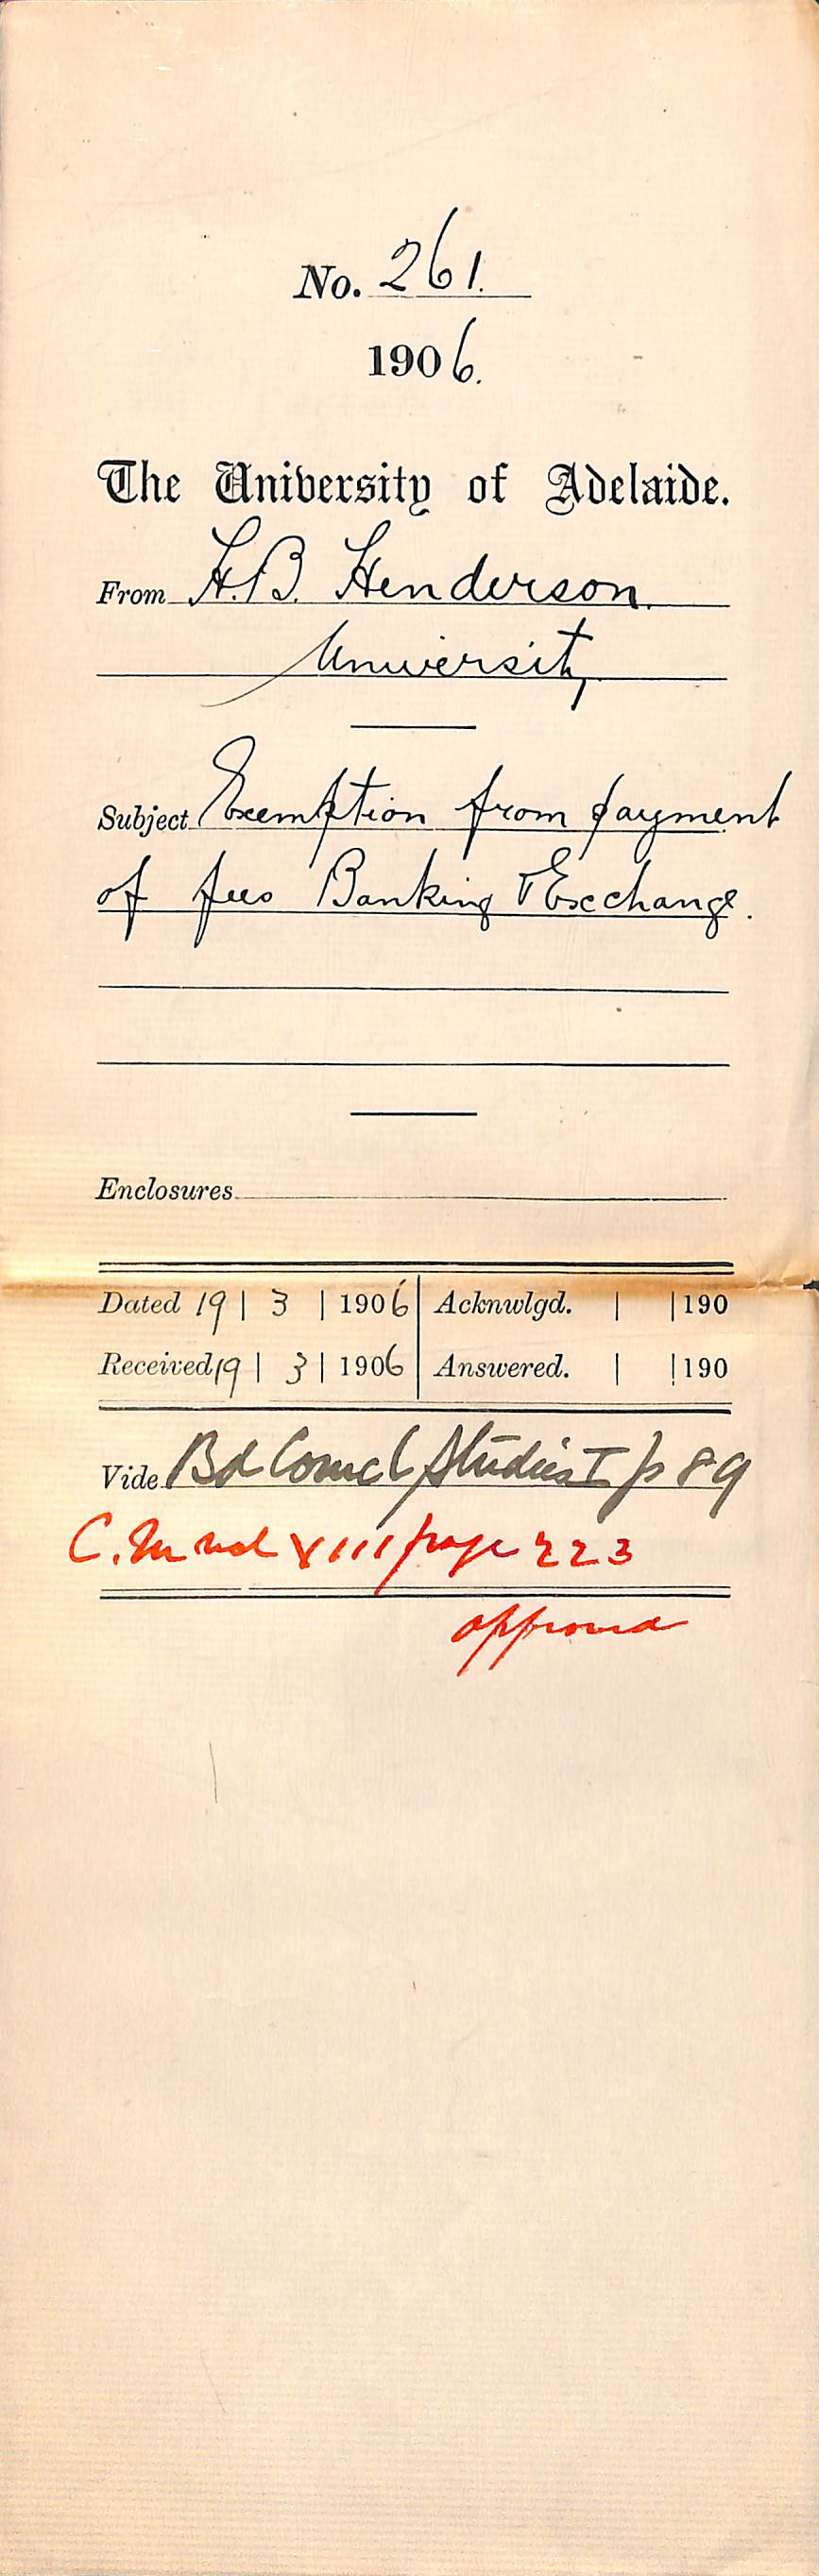 No. 261.
1906.
The University of Adelaide.
From H.B. Henderson.
University
Subject Exemption from payment
of fees Banking & Exchange.
Enclosures
Dated 19 | 3 | 1906 Acknwlgd. | |190
Received 19 | 3 | 1906 Answered. | |190
Vide Bd Comcl Studies I p 89
C.M vol XIII page 223
approved